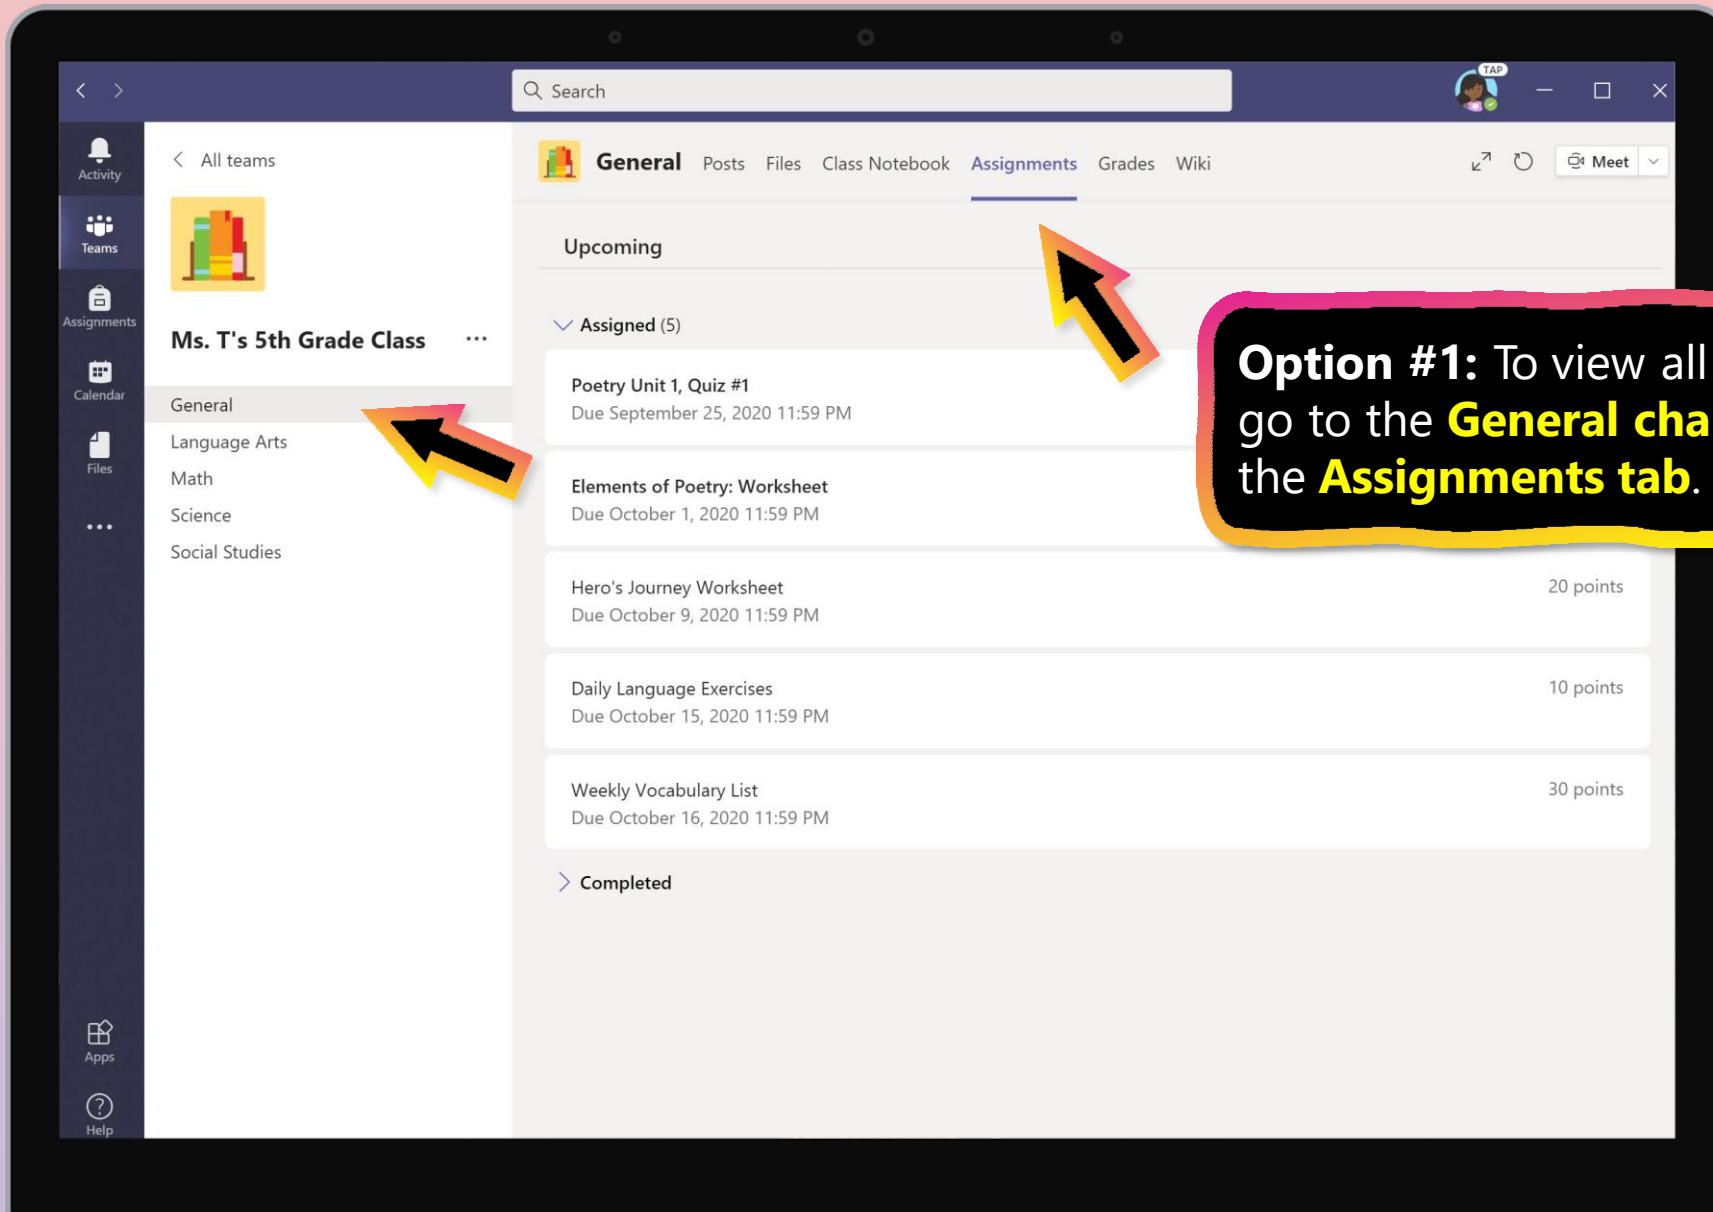 Search
TAP
Activity
Teams
Assignments
Calendar
Files
Apps
Help
All teams
Ms. T's 5th Grade Class
General
Language Arts
Math
Science
Social Studies
General Posts Files Class Notebook Assignments Grades Wiki
Meet
Upcoming
Assigned (5)
Poetry Unit 1, Quiz #1
Due September 25, 2020 11:59 PM
Elements of Poetry: Worksheet
Due October 1, 2020 11:59 PM
Hero's Journey Worksheet
20 points
Due October 9, 2020 11:59 PM
Daily Language Exercises
10 points
Due October 15, 2020 11:59 PM
Weekly Vocabulary List
30 points
Due October 16, 2020 11:59 PM
Completed
Option #1: To view all
go to the General cha
the Assignments tab.